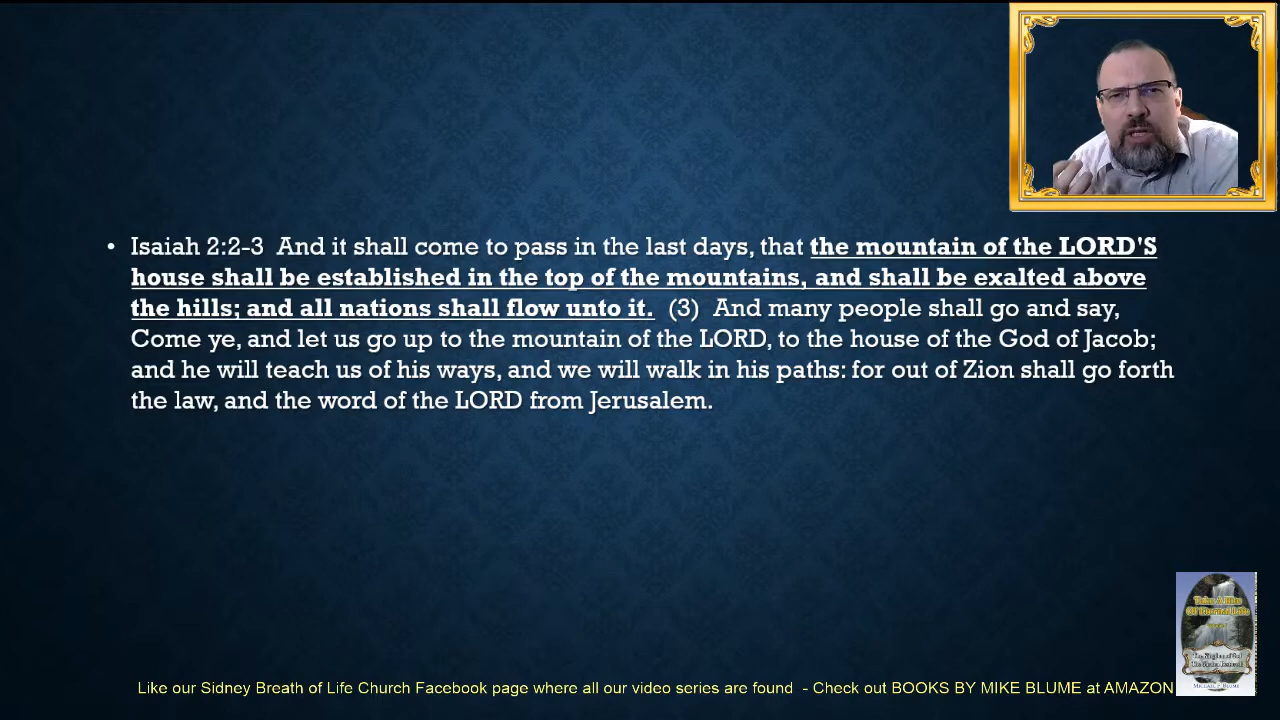 • Isaiah 2:2-3 And it shall come to pass in the last days, that the mountain of the LORD'S
house shall be established in the top of the mountains, and shall be exalted above
the hills; and all nations shall flow unto it. (3) And many people shall go and say,
Come ye, and let us go up to the mountain of the LORD, to the house of the God of Jacob;
and he will teach us of his ways, and we will walk in his paths: for out of Zion shall go forth
the law, and the word of the LORD from Jerusalem.
Like our Sidney Breath of Life Church Facebook page where all our video series are found. - Check out BOOKS BY MIKE BLUME at AMAZON